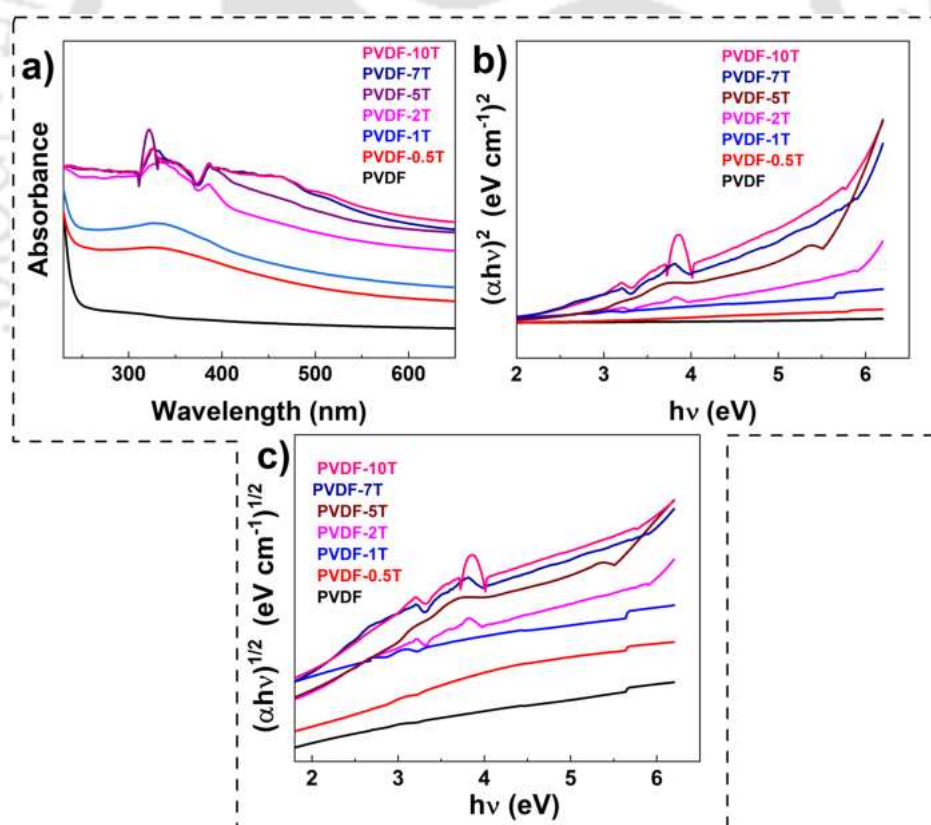 a)
PVDF-10T
PVDF-7T
PVDF-5T
PVDF-2T
PVDF-1T
PVDF-0.5T
PVDF
Absorbance
300 400 500 600
Wavelength (nm)
b)
PVDF-10T
PVDF-7T
PVDF-5T
PVDF-2T
PVDF-1T
PVDF-0.5T
PVDF
(αhν)² (eV cm⁻¹)²
2 3 4 5 6
hν (eV)
c)
PVDF-10T
PVDF-7T
PVDF-5T
PVDF-2T
PVDF-1T
PVDF-0.5T
PVDF
(αhν)^1/2 (eV cm⁻¹)^1/2
2 3 4 5 6
hν (eV)